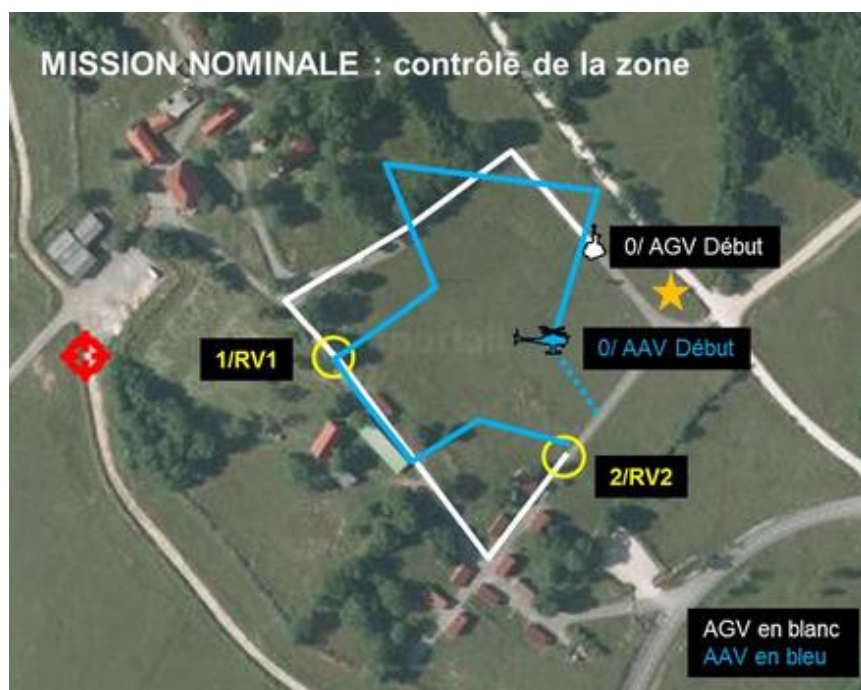 MISSION NOMINALE : contrôle de la zone
0/ AGV Début
0/ AAV Début
1/RV1
2/RV2
AGV en blanc
AAV en bleu